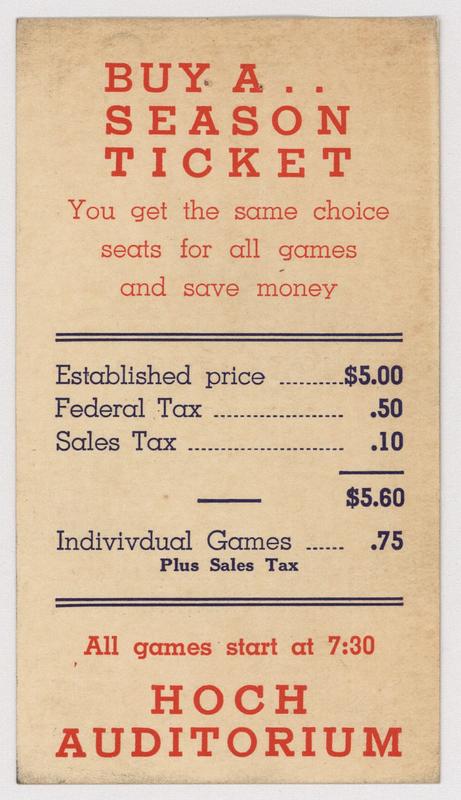 BUY A . .
SEASON
TICKET
You get the same choice
seats for all games
and save money
Established price ..........$5.00
Federal Tax .................... .50
Sales Tax ........................ .10
$5.60
Indivivdual Games ...... .75
Plus Sales Tax
All games start at 7:30
HOCH
AUDITORIUM